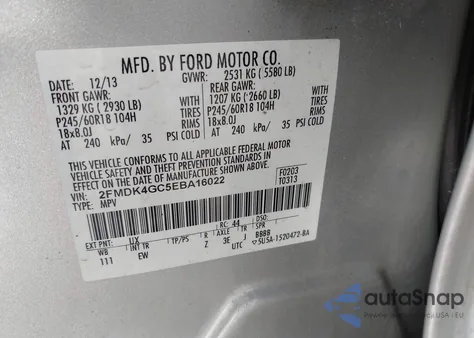 MFD. BY FORD MOTOR CO.
DATE: 12/13 GVWR: 2531 KG ( 5580 LB)
FRONT GAWR: REAR GAWR:
1329 KG ( 2930 LB) WITH 1207 KG ( 2660 LB) WITH
P245/60R18 104H TIRES P245/60R18 104H TIRES
18x8.0J RIMS 18x8.0J RIMS
AT 240 kPa/ 35 PSI COLD AT 240 kPa/ 35 PSI COLD
THIS VEHICLE CONFORMS TO ALL APPLICABLE FEDERAL MOTOR
VEHICLE SAFETY AND THEFT PREVENTION STANDARDS IN
EFFECT ON THE DATE OF MANUFACTURE SHOWN ABOVE.
VIN: 2FMDK4GC5EBA16022 F0203
TYPE: MPV T0313
EXT PNT: UX RC: 44 DSO:
WB INT TR TP/PS R AXLE TR SPR
111 EW Z 3E J BBBB
UTC 5U5A-1520472-BA
autoSnap